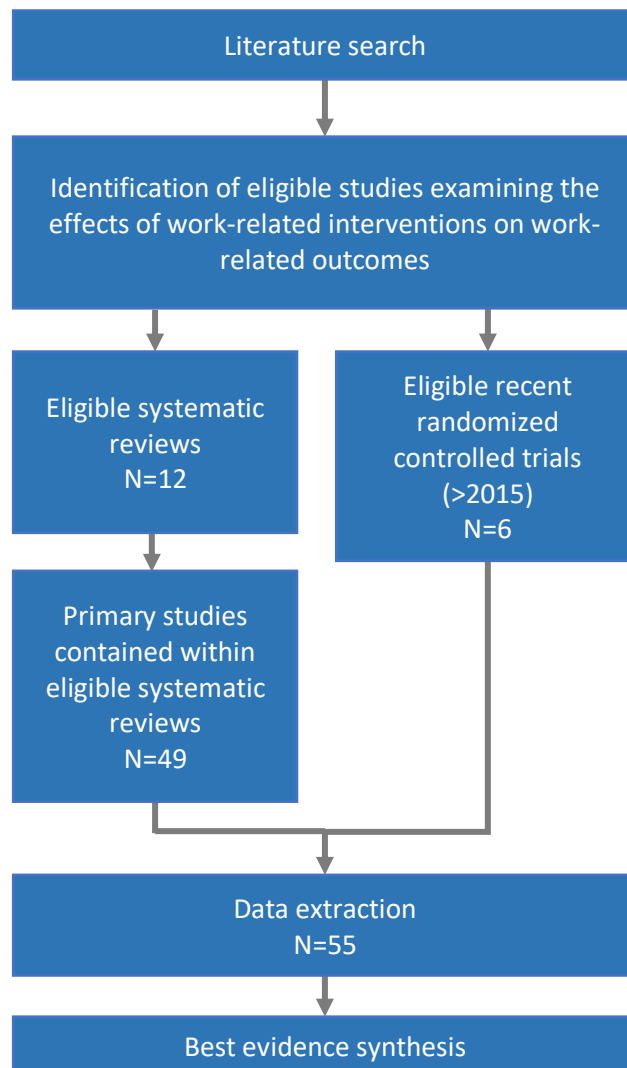 Literature search
Identification of eligible studies examining the
effects of work-related interventions on work-
related outcomes
Eligible systematic
reviews
N=12
Eligible recent
randomized
controlled trials
(>2015)
N=6
Primary studies
contained within
eligible systematic
reviews
N=49
Data extraction
N=55
Best evidence synthesis